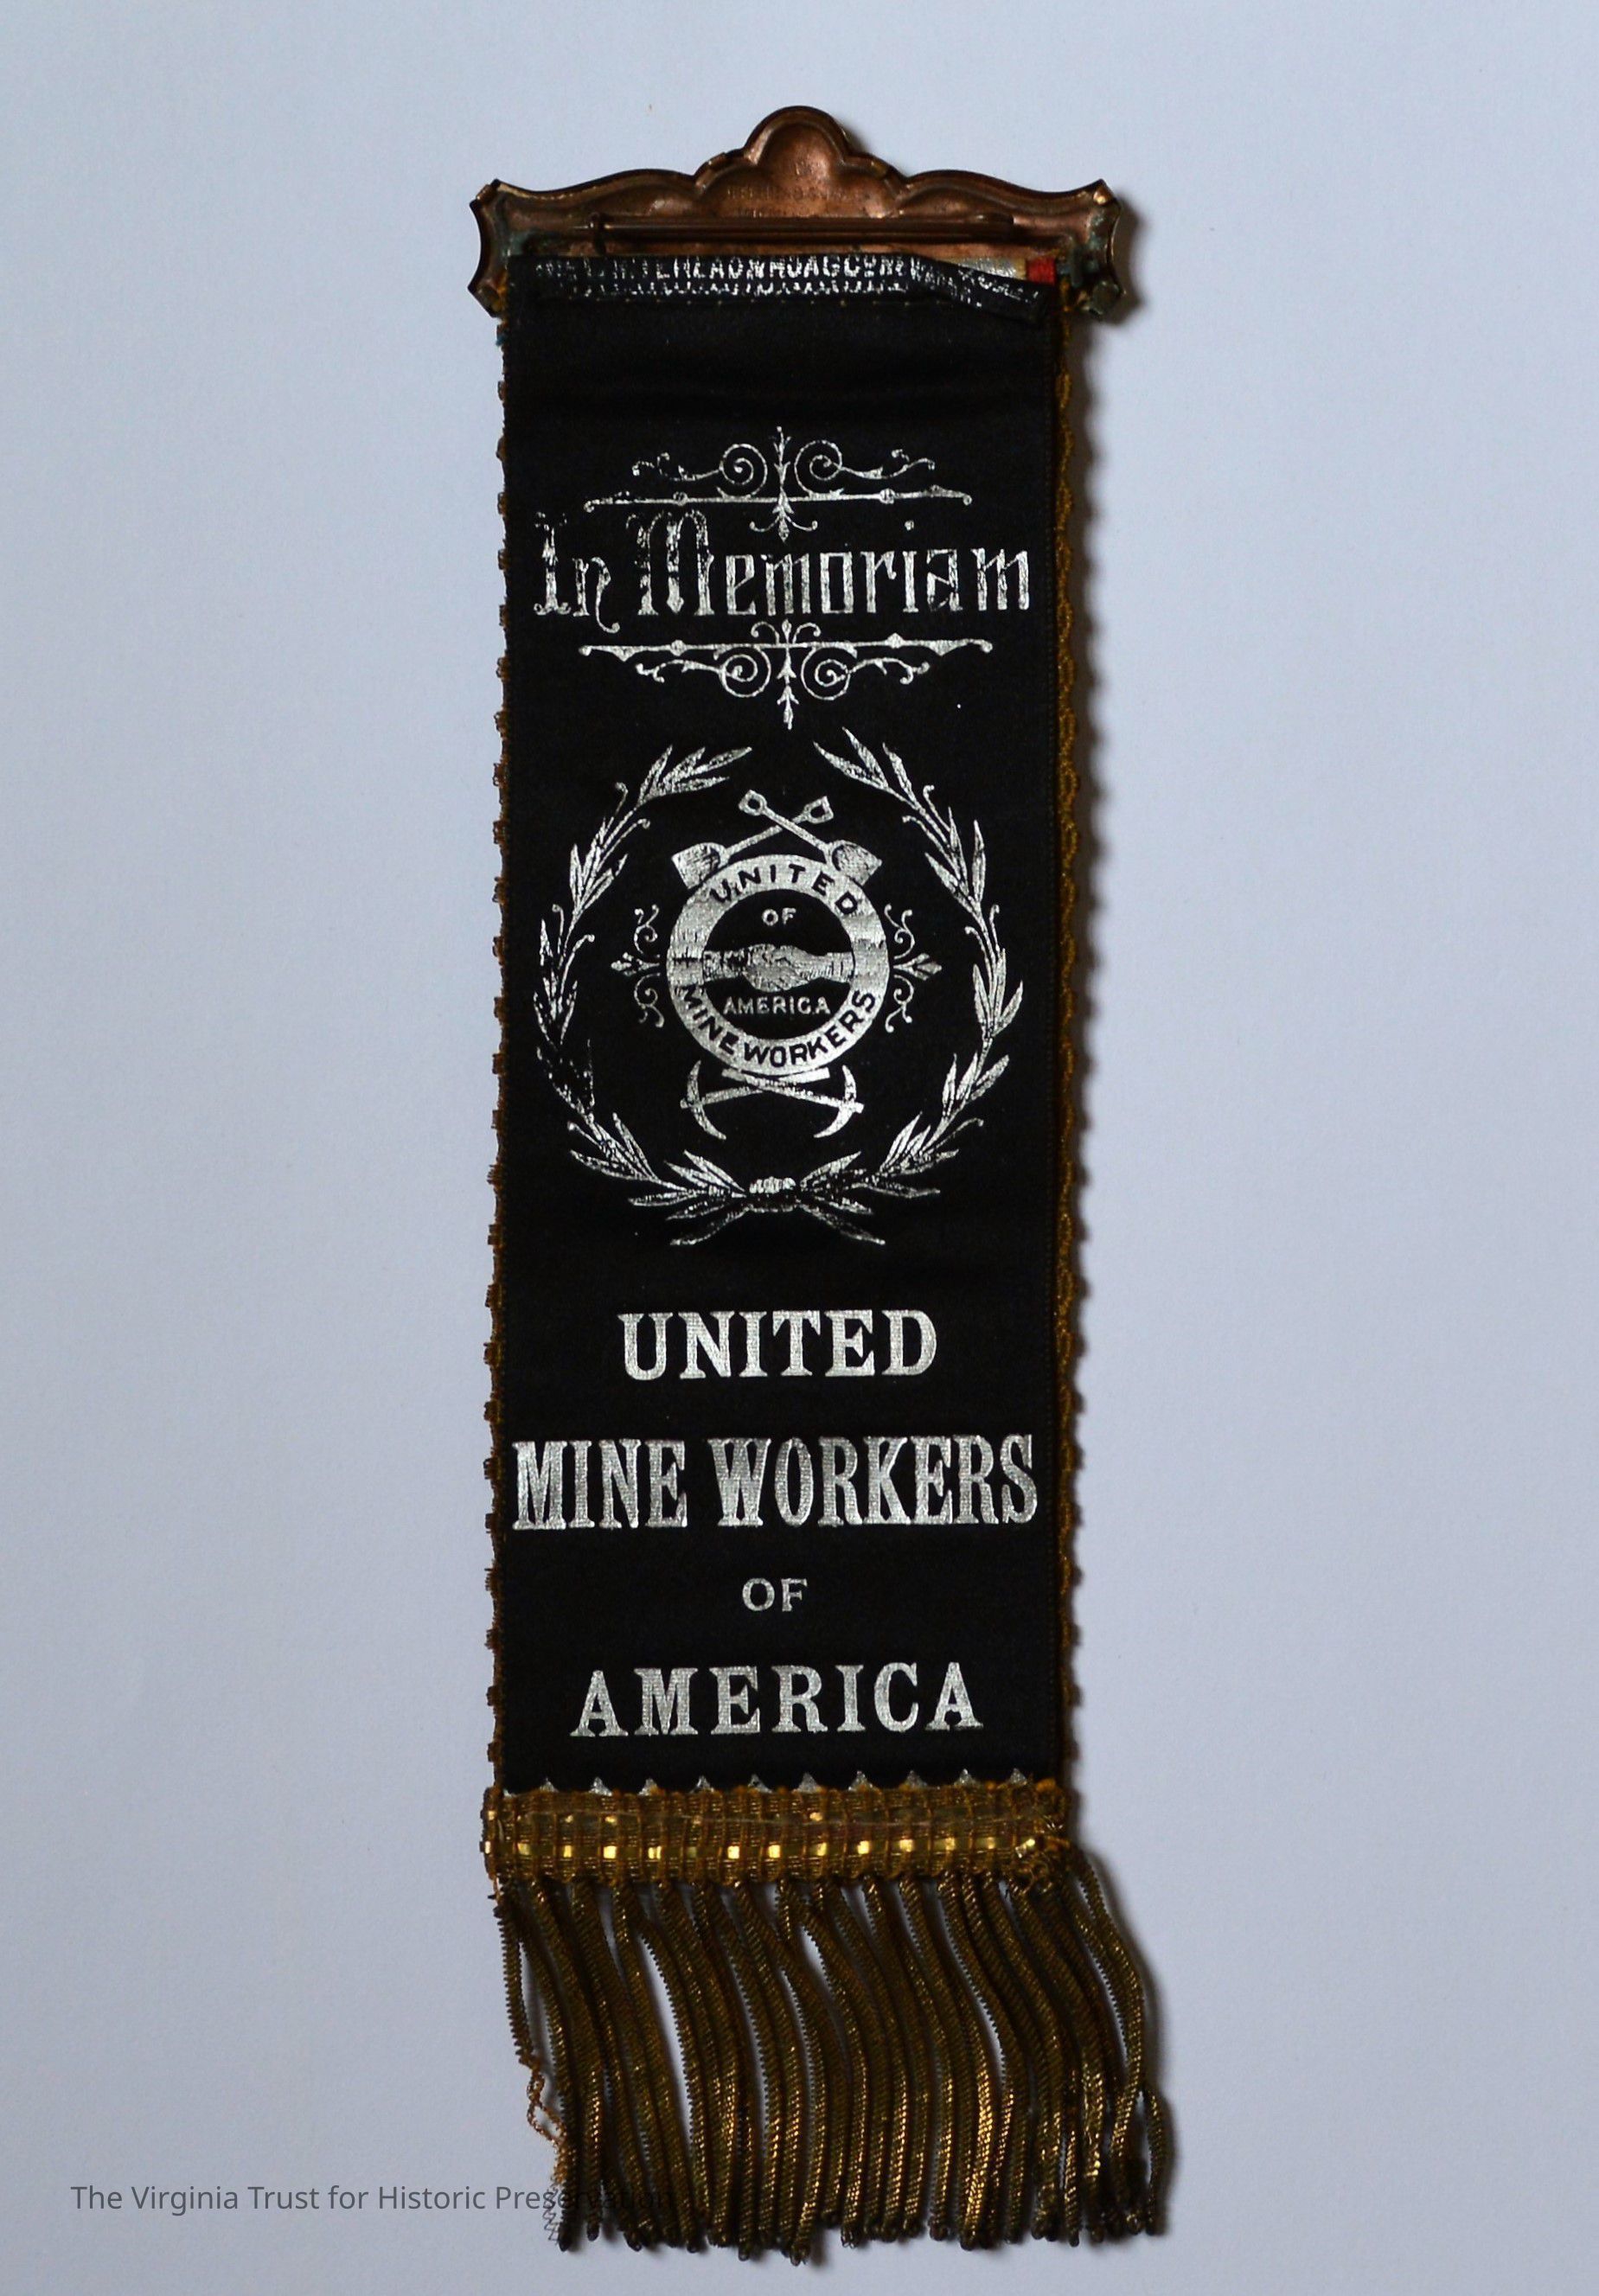 In Memoriam
UNITED
OF
AMERICA
MINE WORKERS
UNITED
MINE WORKERS
OF
AMERICA
The Virginia Trust for Historic Preservation